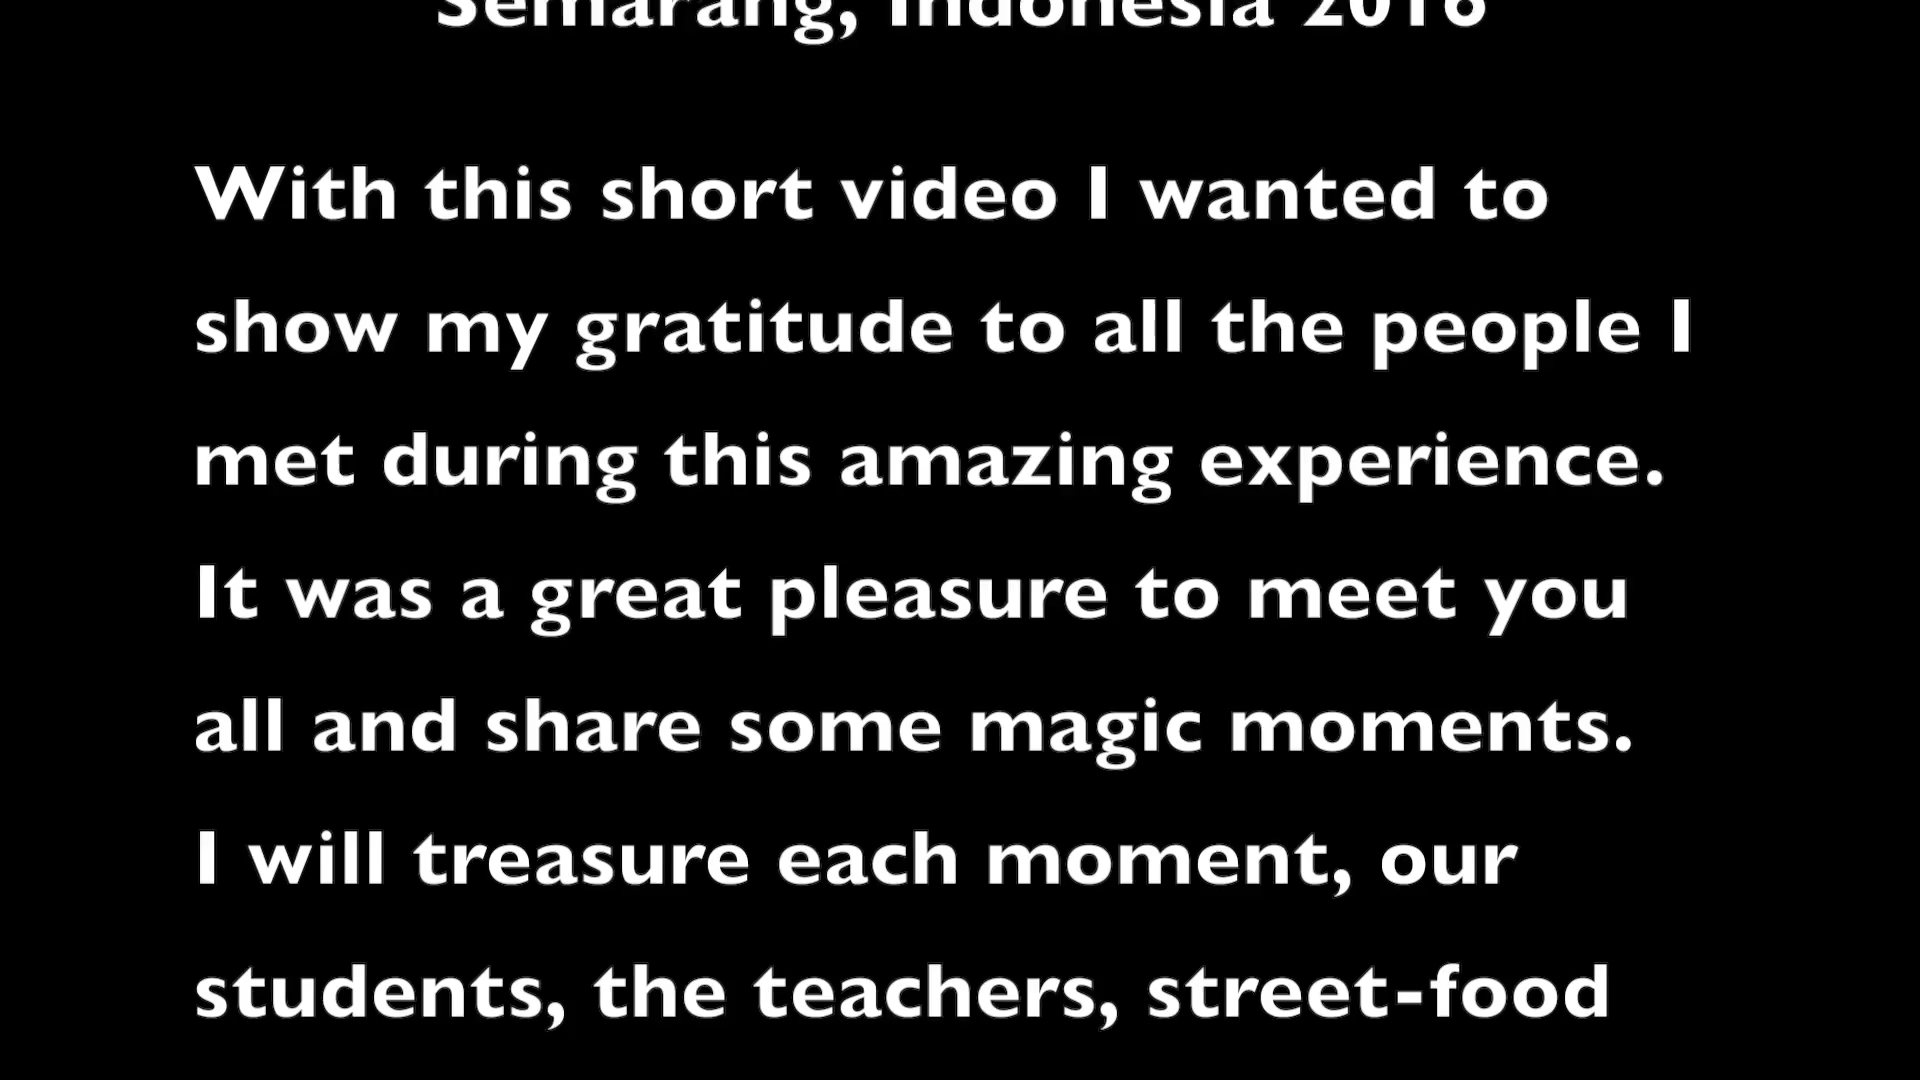 Semarang, Indonesia 2016
With this short video I wanted to
show my gratitude to all the people I
met during this amazing experience.
It was a great pleasure to meet you
all and share some magic moments.
I will treasure each moment, our
students, the teachers, street-food